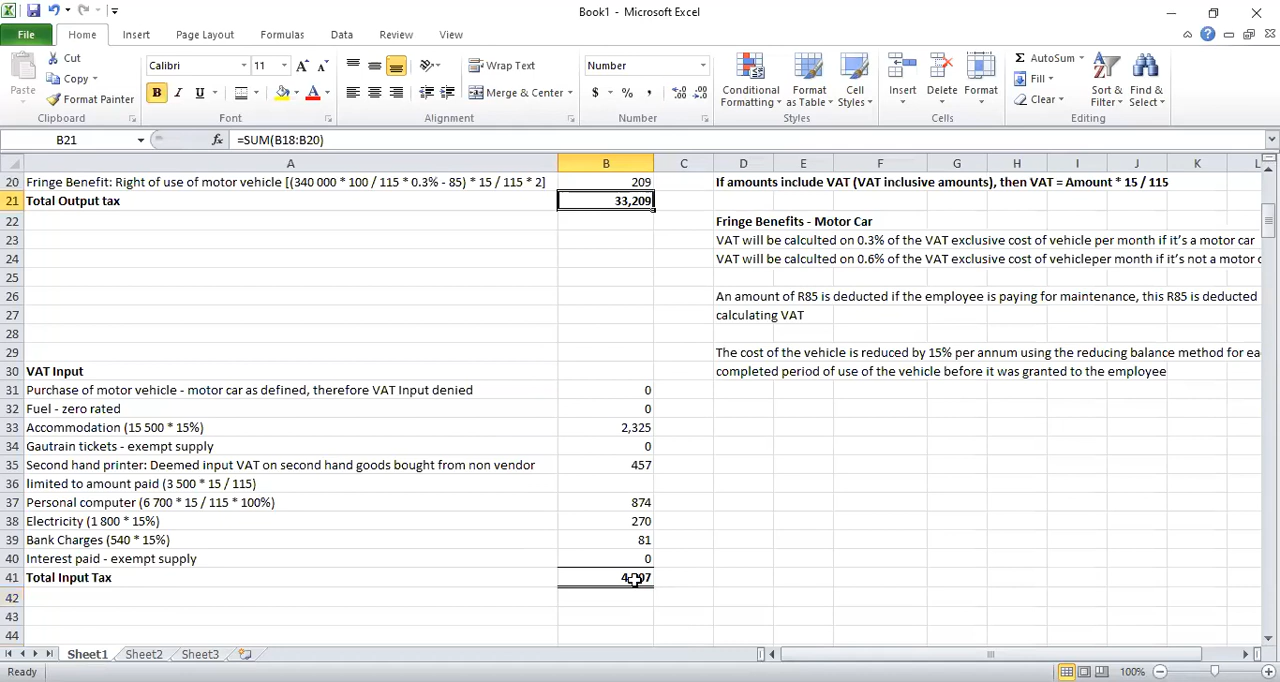 Book1 - Microsoft Excel
File Home Insert Page Layout Formulas Data Review View
Paste
Cut
Copy
Format Painter
Clipboard
Calibri 11
B I U
Font
Wrap Text
Merge & Center
Alignment
Number
$ % ,
Number
Conditional Formatting
Format as Table
Cell Styles
Styles
Insert Delete Format
Cells
Σ AutoSum
Fill
Clear
Sort & Filter
Find & Select
Editing
B21 fx =SUM(B18:B20)
A B C D E F G H I J K L
20 Fringe Benefit: Right of use of motor vehicle [(340 000 * 100 / 115 * 0.3% - 85) * 15 / 115 * 2] 209 If amounts include VAT (VAT inclusive amounts), then VAT = Amount * 15 / 115
21 Total Output tax 33,209
22 Fringe Benefits - Motor Car
23 VAT will be calculted on 0.3% of the VAT exclusive cost of vehicle per month if it's a motor car
24 VAT will be calculted on 0.6% of the VAT exclusive cost of vehicleper month if it's not a motor c
25
26 An amount of R85 is deducted if the employee is paying for maintenance, this R85 is deducted
27 calculating VAT
28
29 The cost of the vehicle is reduced by 15% per annum using the reducing balance method for ea
30 VAT Input completed period of use of the vehicle before it was granted to the employee
31 Purchase of motor vehicle - motor car as defined, therefore VAT Input denied 0
32 Fuel - zero rated 0
33 Accommodation (15 500 * 15%) 2,325
34 Gautrain tickets - exempt supply 0
35 Second hand printer: Deemed input VAT on second hand goods bought from non vendor 457
36 limited to amount paid (3 500 * 15 / 115)
37 Personal computer (6 700 * 15 / 115 * 100%) 874
38 Electricity (1 800 * 15%) 270
39 Bank Charges (540 * 15%) 81
40 Interest paid - exempt supply 0
41 Total Input Tax
42
43
44
Sheet1 Sheet2 Sheet3
Ready 100%